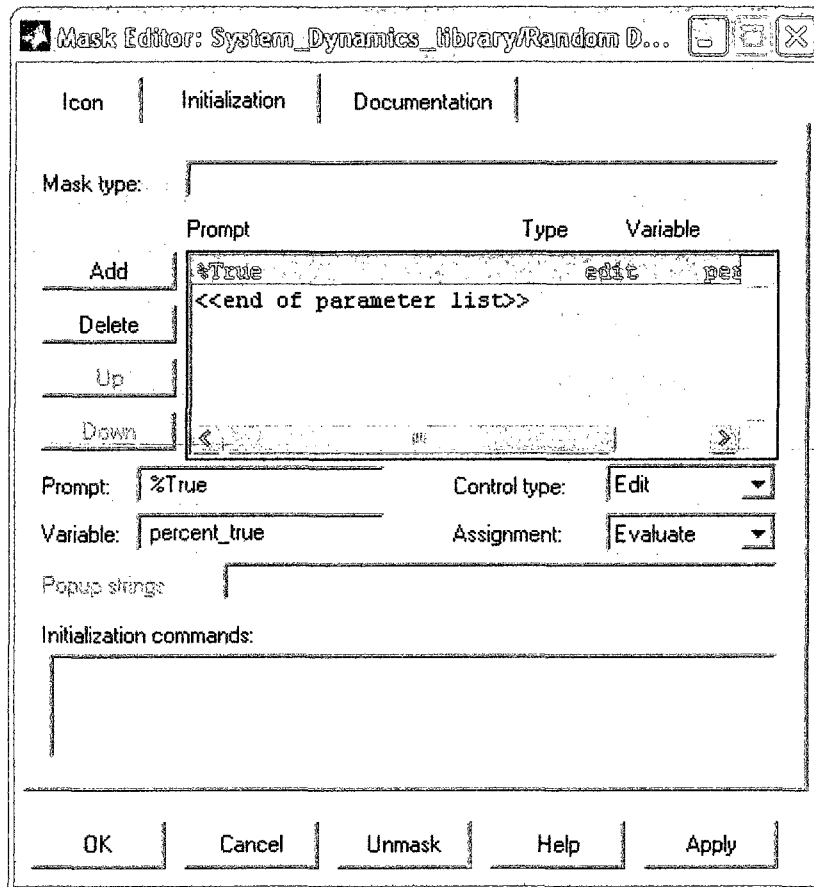 Mask Editor: System_Dynamics_library/Random D...
Icon Initialization Documentation
Mask type:
Prompt Type Variable
Add
%True edit per
<<end of parameter list>>
Delete
Up
Down
Prompt: %True Control type: Edit
Variable: percent_true Assignment: Evaluate
Popup strings
Initialization commands:
OK Cancel Unmask Help Apply